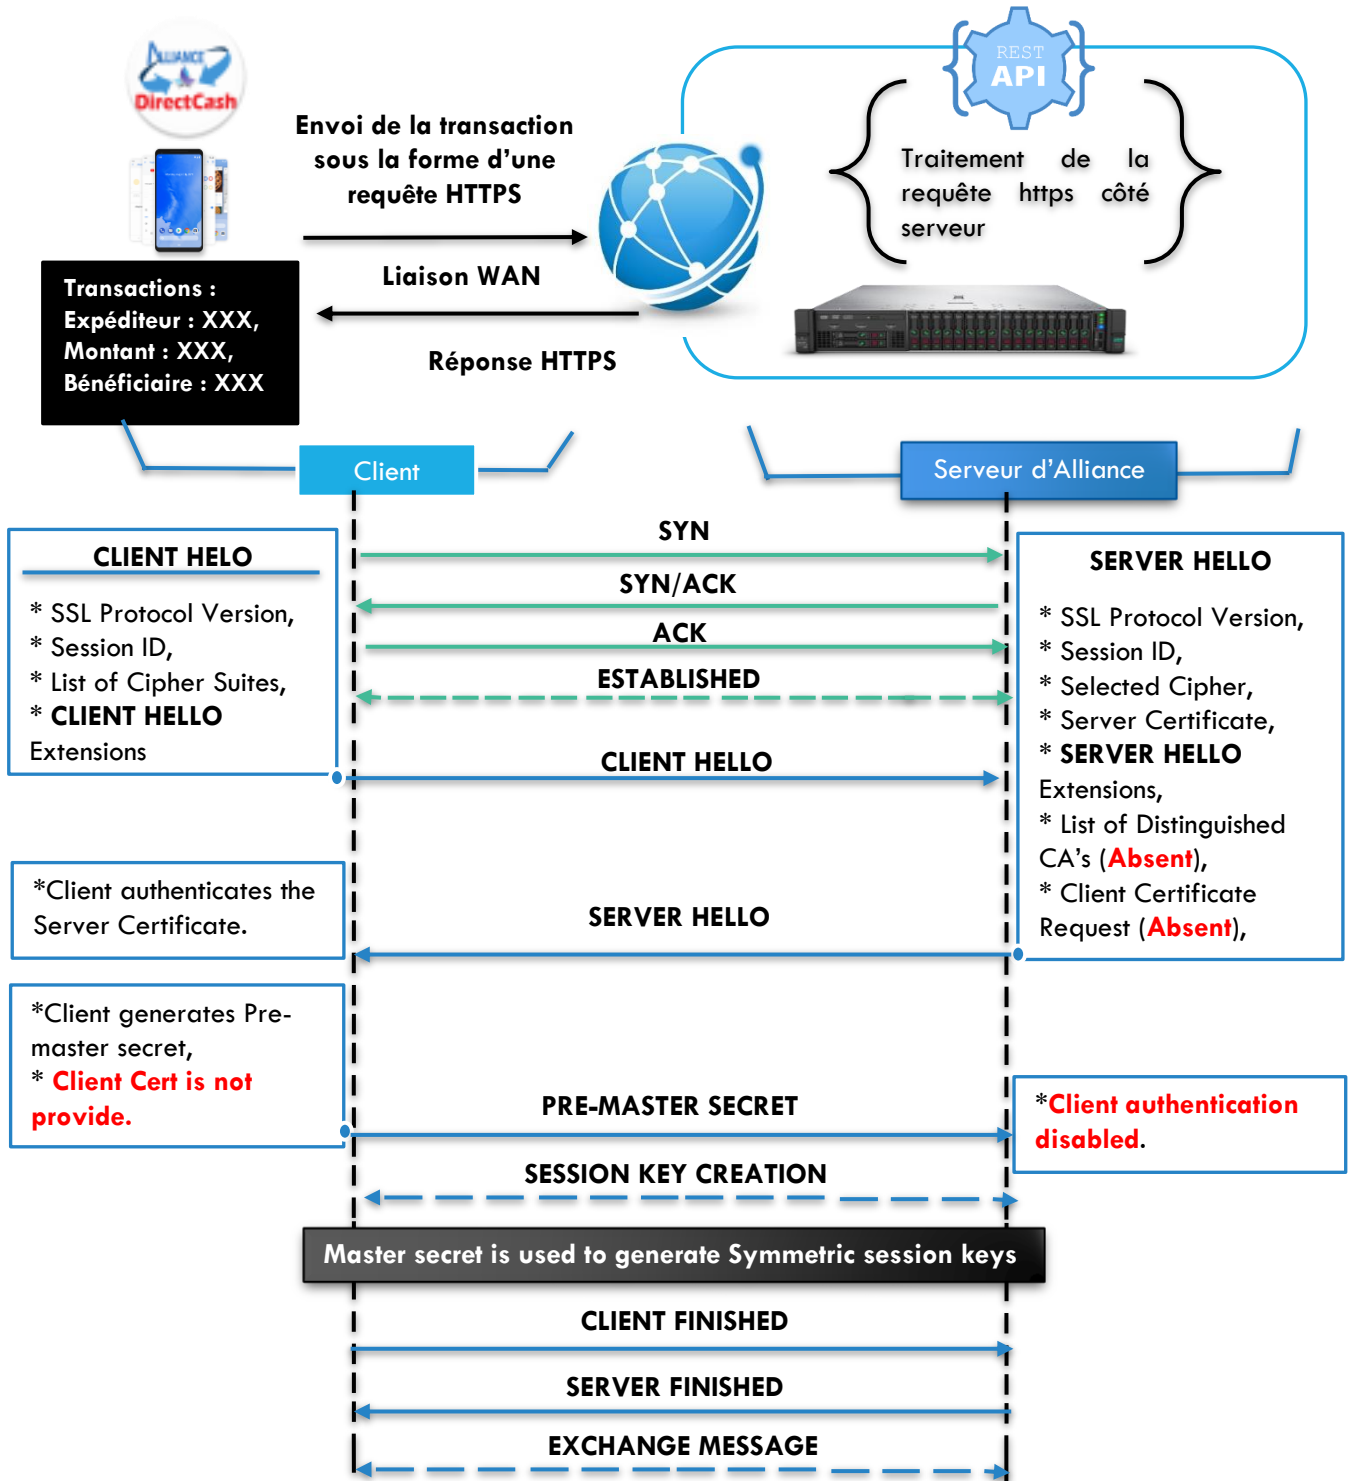 ALLIANCE
DirectCash
REST
API
Envoi de la transaction
sous la forme d'une
requête HTTPS
Traitement de la
requête https côté
serveur
Liaison WAN
Réponse HTTPS
Transactions :
Expéditeur : XXX,
Montant : XXX,
Bénéficiaire : XXX
Client
Serveur d'Alliance
SYN
SYN/ACK
ACK
ESTABLISHED
CLIENT HELO
* SSL Protocol Version,
* Session ID,
* List of Cipher Suites,
* CLIENT HELLO
Extensions
SERVER HELLO
* SSL Protocol Version,
* Session ID,
* Selected Cipher,
* Server Certificate,
* SERVER HELLO
Extensions,
* List of Distinguished
CA's (Absent),
* Client Certificate
Request (Absent),
CLIENT HELLO
*Client authenticates the
Server Certificate.
SERVER HELLO
*Client generates Pre-
master secret,
* Client Cert is not
provide.
PRE-MASTER SECRET
*Client authentication
disabled.
SESSION KEY CREATION
Master secret is used to generate Symmetric session keys
CLIENT FINISHED
SERVER FINISHED
EXCHANGE MESSAGE